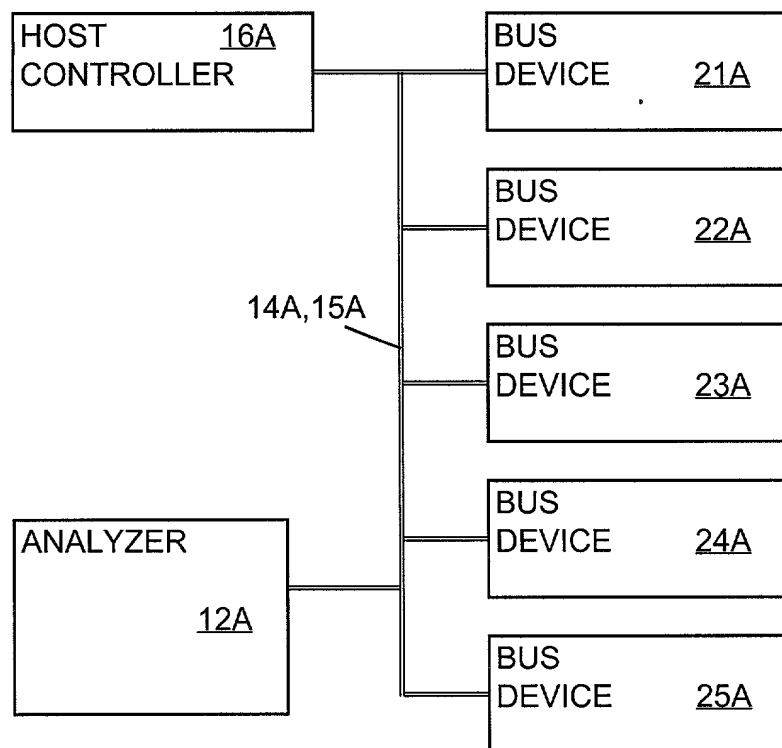 HOST 16A
CONTROLLER
BUS
DEVICE 21A
BUS
DEVICE 22A
14A,15A
BUS
DEVICE 23A
BUS
DEVICE 24A
ANALYZER
12A
BUS
DEVICE 25A